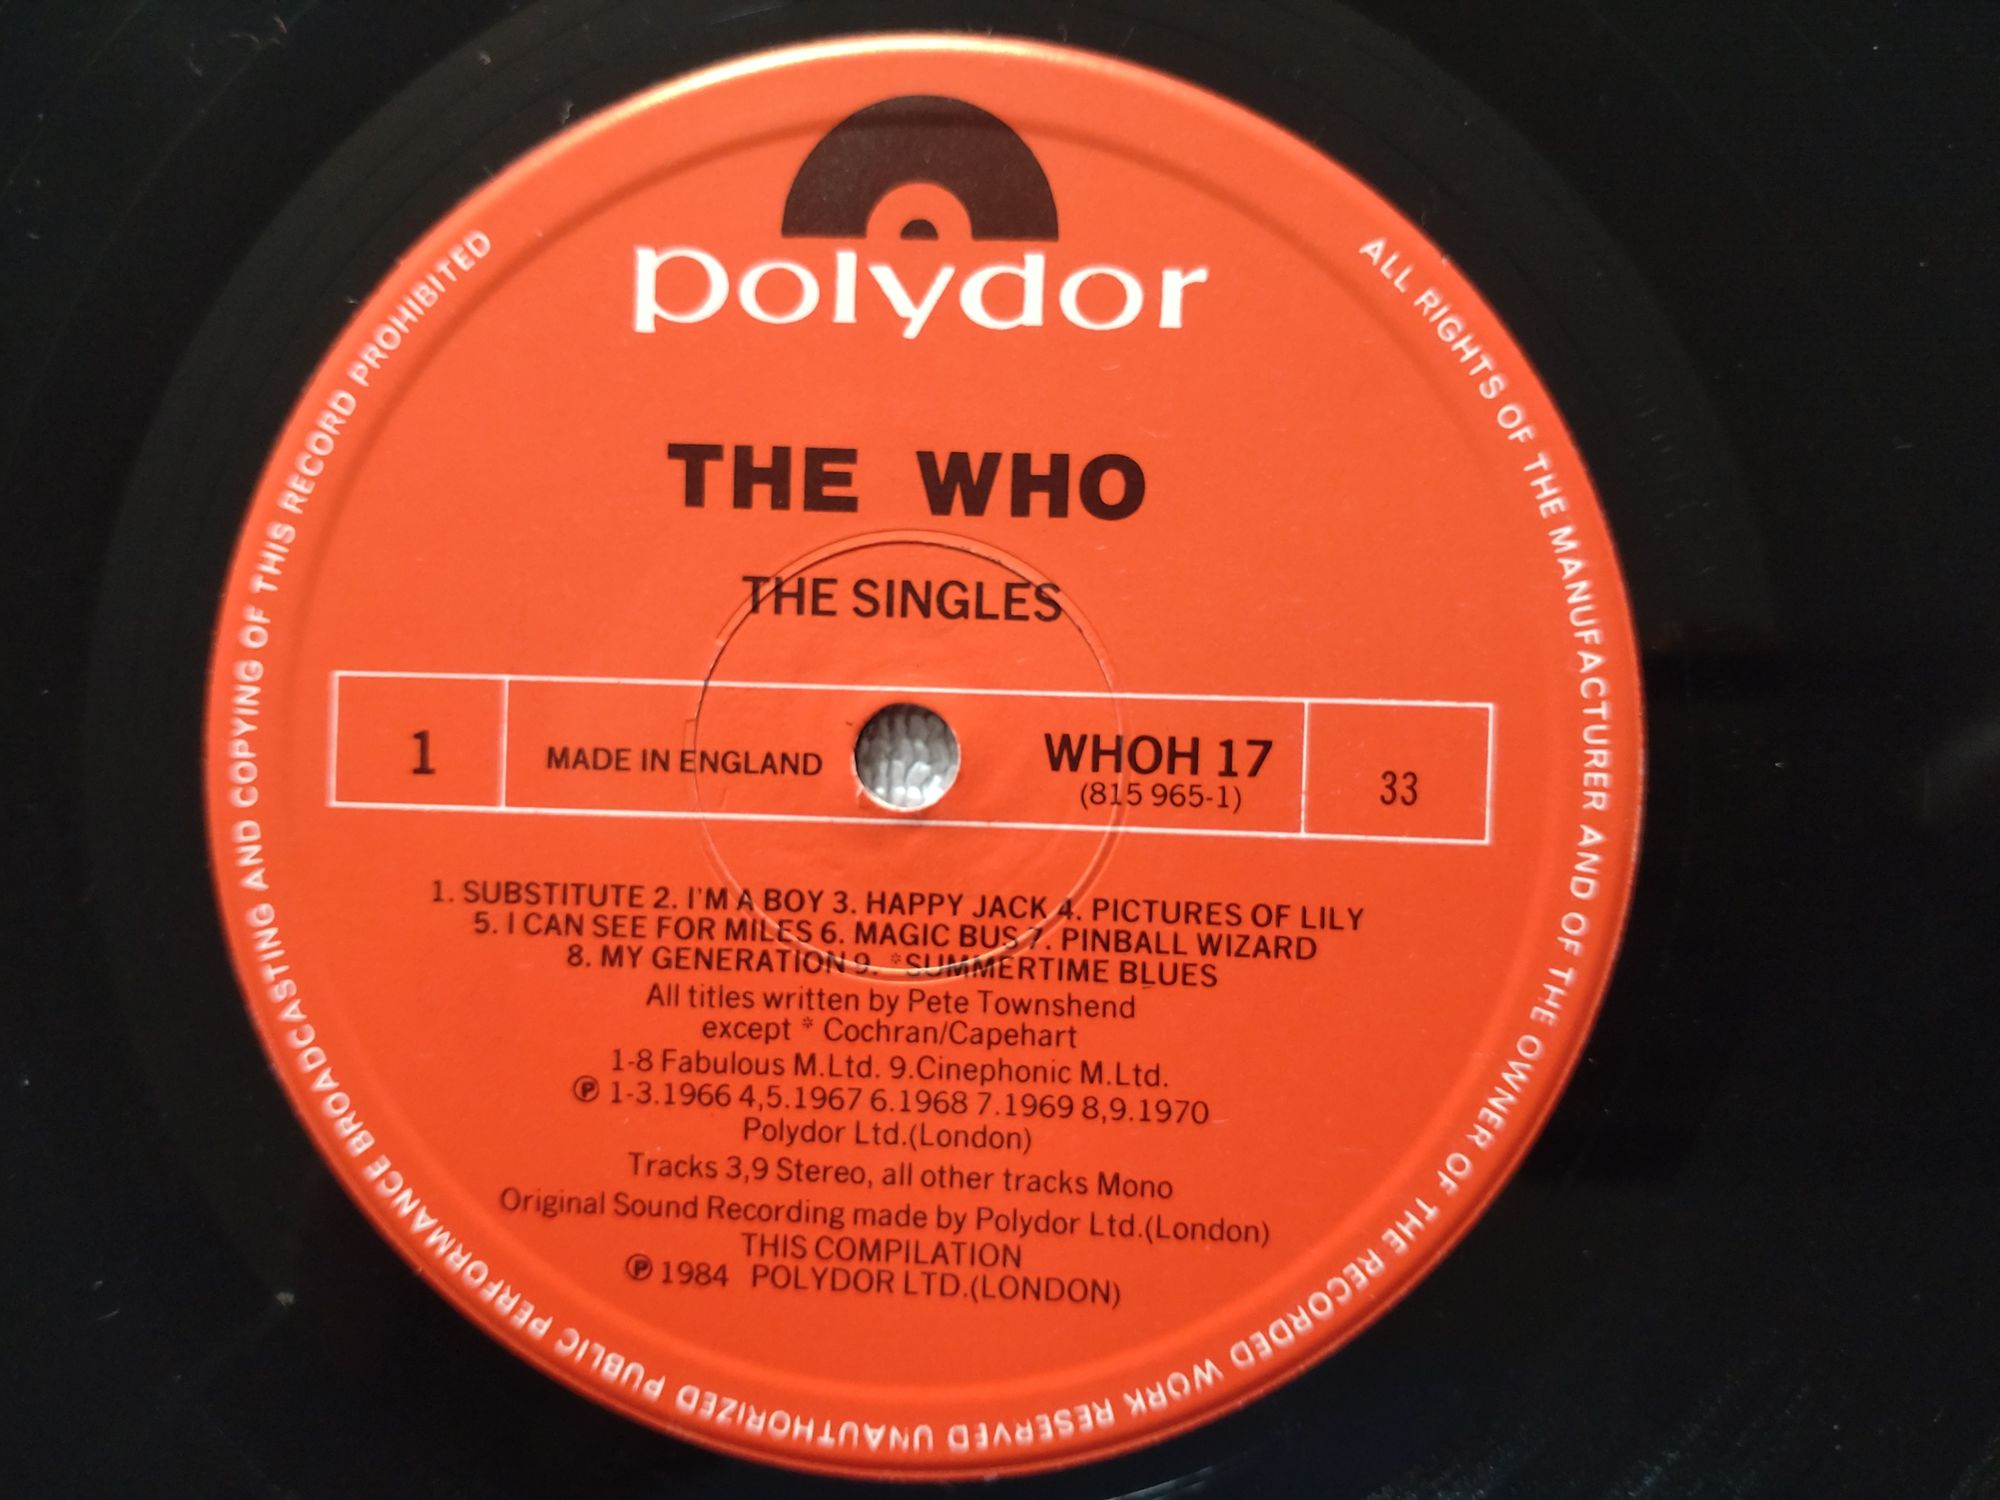 polydor
THE WHO
THE SINGLES
1
MADE IN ENGLAND
WHOH 17
(815 965-1)
33
1. SUBSTITUTE 2. I'M A BOY 3. HAPPY JACK 4. PICTURES OF LILY
5. I CAN SEE FOR MILES 6. MAGIC BUS 7. PINBALL WIZARD
8. MY GENERATION 9. *SUMMERTIME BLUES
All titles written by Pete Townshend
except * Cochran/Capehart
1-8 Fabulous M.Ltd. 9.Cinephonic M.Ltd.
℗ 1-3.1966 4,5.1967 6.1968 7.1969 8,9.1970
Polydor Ltd.(London)
Tracks 3,9 Stereo, all other tracks Mono
Original Sound Recording made by Polydor Ltd.(London)
THIS COMPILATION
℗ 1984 POLYDOR LTD.(LONDON)
ALL RIGHTS OF THE MANUFACTURER AND OF THE OWNER OF THE RECORDED WORK RESERVED UNAUTHORIZED PUBLIC PERFORMANCE BROADCASTING AND COPYING OF THIS RECORD PROHIBITED